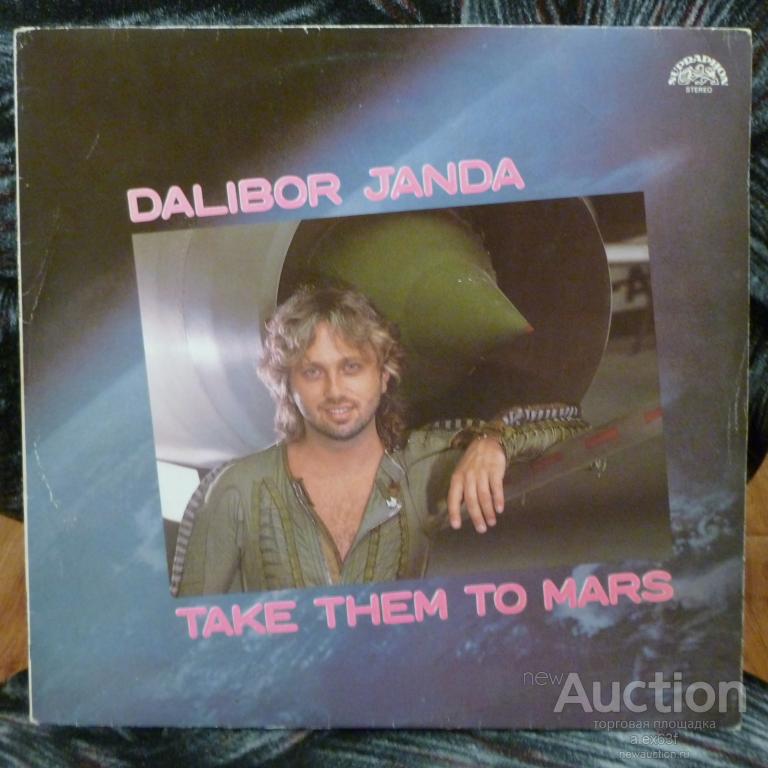 SUPRAPHON
STEREO
DALIBOR JANDA
TAKE THEM TO MARS
newAuction
торговая площадка
alex63f
newauction.ru